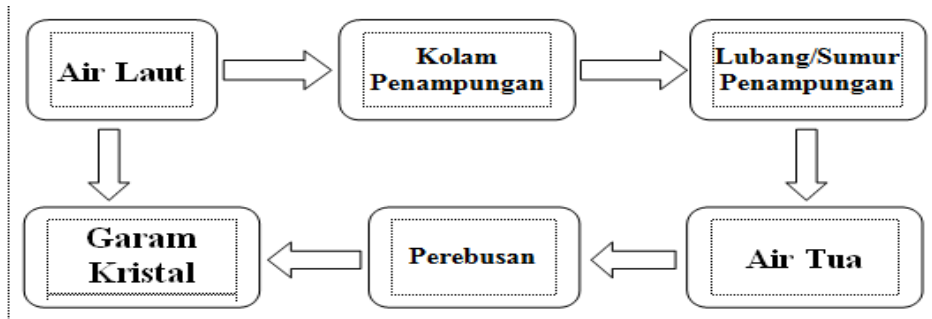 Air Laut
Kolam
Penampungan
Lubang/Sumur
Penampungan
Garam
Kristal
Perebusan
Air Tua